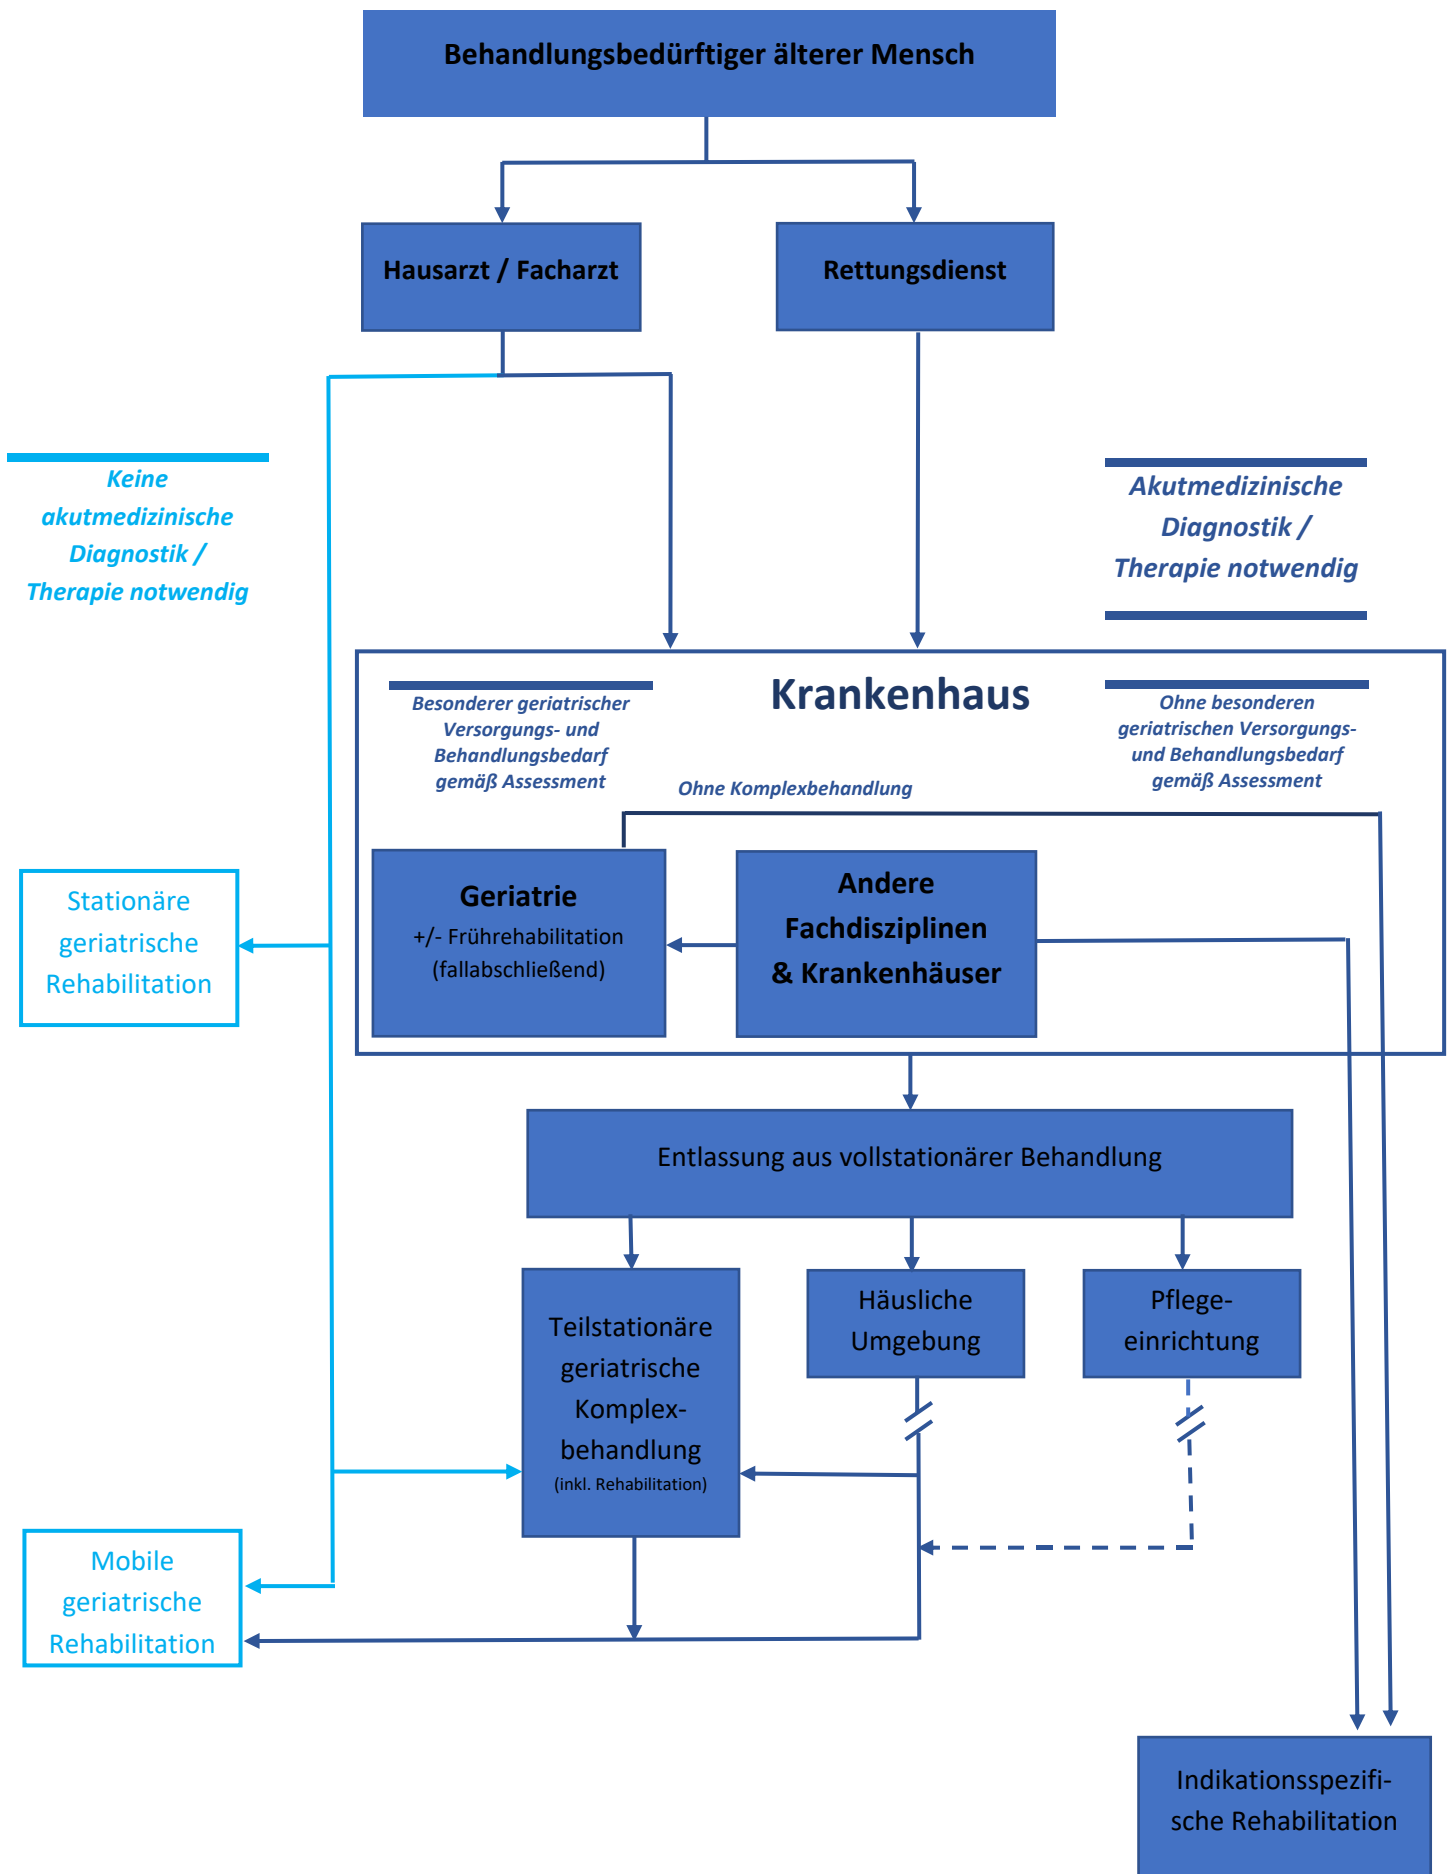 Behandlungsbedürftiger älterer Mensch
Hausarzt / Facharzt
Rettungsdienst
Keine
akutmedizinische
Diagnostik /
Therapie notwendig
Akutmedizinische
Diagnostik /
Therapie notwendig
Krankenhaus
Besonderer geriatrischer
Versorgungs- und
Behandlungsbedarf
gemäß Assessment
Ohne besonderen
geriatrischen Versorgungs-
und Behandlungsbedarf
gemäß Assessment
Ohne Komplexbehandlung
Geriatrie
+/- Frührehabilitation
(fallabschließend)
Andere
Fachdisziplinen
& Krankenhäuser
Stationäre
geriatrische
Rehabilitation
Entlassung aus vollstationärer Behandlung
Teilstationäre
geriatrische
Komplex-
behandlung
(inkl. Rehabilitation)
Häusliche
Umgebung
Pflege-
einrichtung
Mobile
geriatrische
Rehabilitation
Indikationsspezifi-
sche Rehabilitation